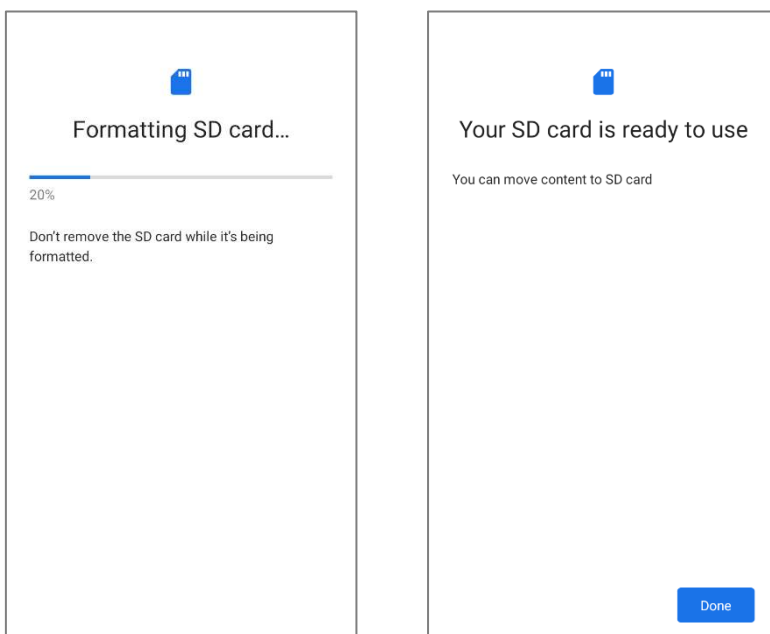 Formatting SD card...
20%
Don't remove the SD card while it's being
formatted.
Your SD card is ready to use
You can move content to SD card
Done